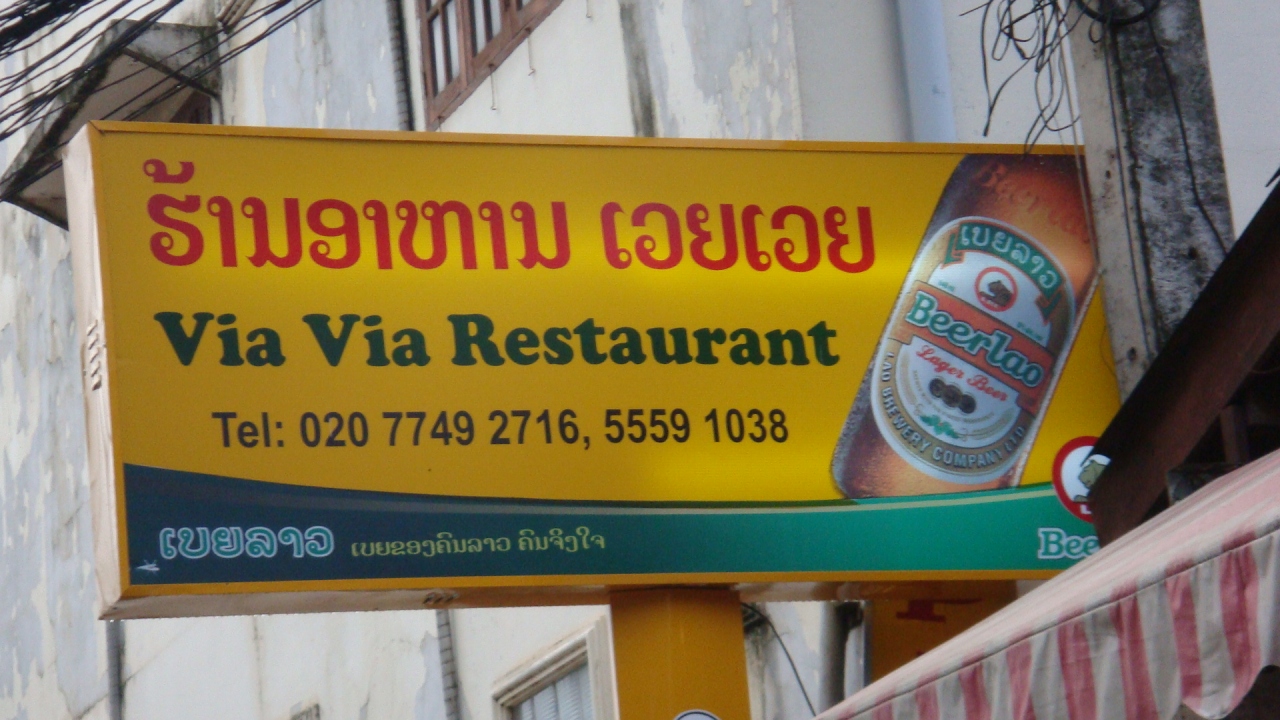 ຮ້ານອາຫານ ເວຍເວຍ
Via Via Restaurant
Tel: 020 7749 2716, 5559 1038
ເບຍລາວ
Beerlao
Lager Beer
LAO BREWERY COMPANY LTD
ເບຍລາວ ເບຍຂອງຄົນລາວ ຄົນຈິງໃຈ
Bee